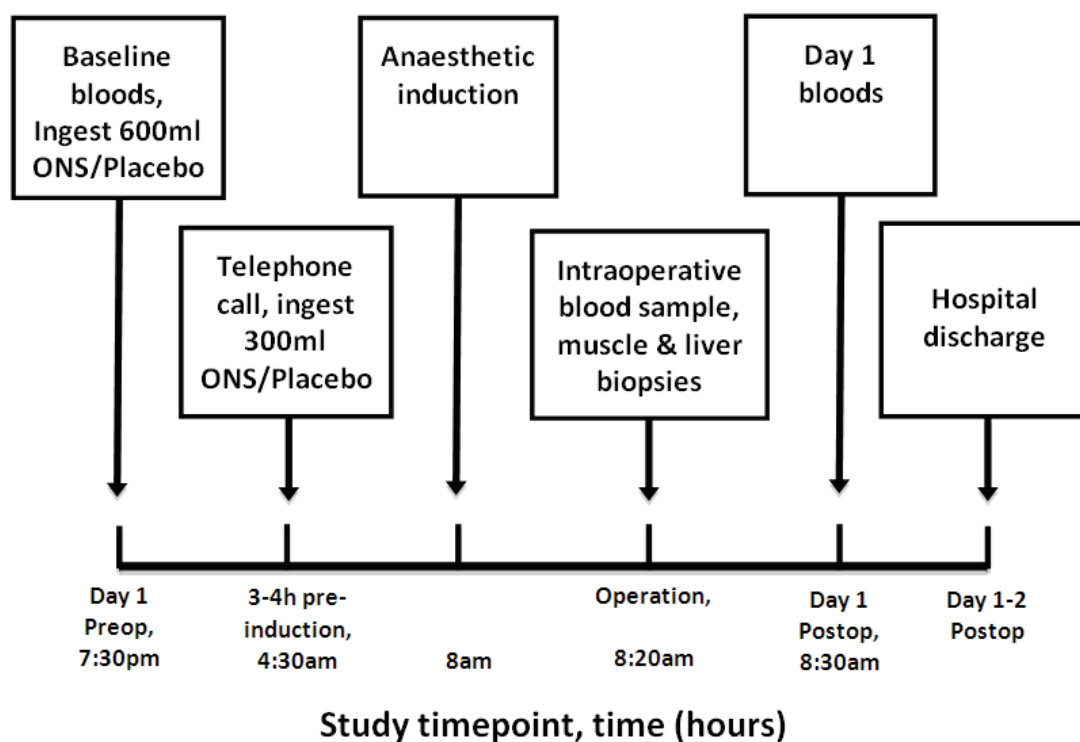 Baseline
bloods,
Ingest 600ml
ONS/Placebo
Telephone
call, ingest
300ml
ONS/Placebo
Anaesthetic
induction
Intraoperative
blood sample,
muscle & liver
biopsies
Day 1
bloods
Hospital
discharge
Day 1
Preop,
7:30pm
3-4h pre-
induction,
4:30am
8am
Operation,
8:20am
Day 1
Postop,
8:30am
Day 1-2
Postop
Study timepoint, time (hours)